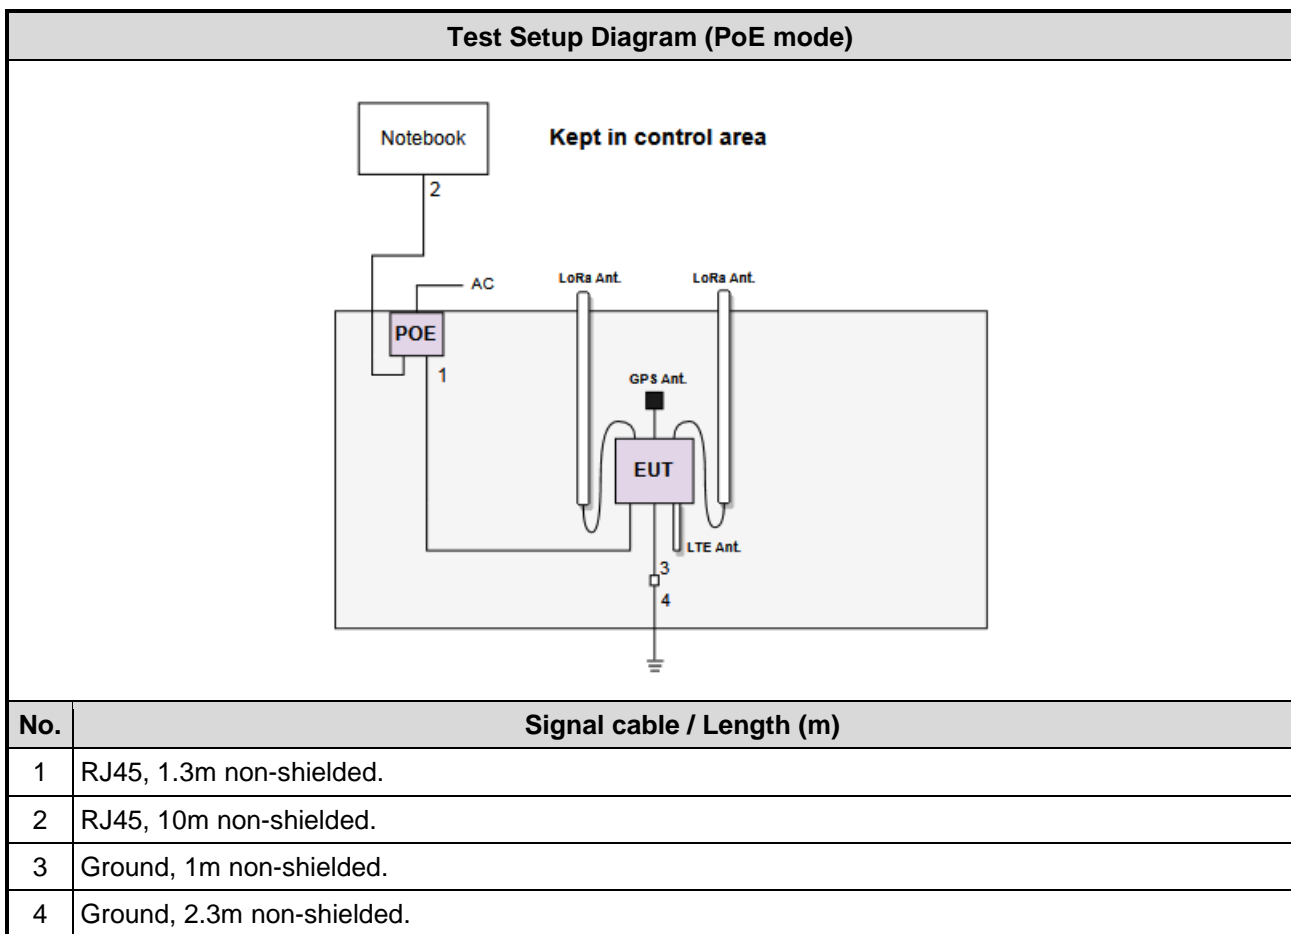 Test Setup Diagram (PoE mode)
Notebook
Kept in control area
2
AC
LoRa Ant.
LoRa Ant.
POE
1
GPS Ant.
EUT
LTE Ant.
3
4
No. Signal cable / Length (m)
1 RJ45, 1.3m non-shielded.
2 RJ45, 10m non-shielded.
3 Ground, 1m non-shielded.
4 Ground, 2.3m non-shielded.